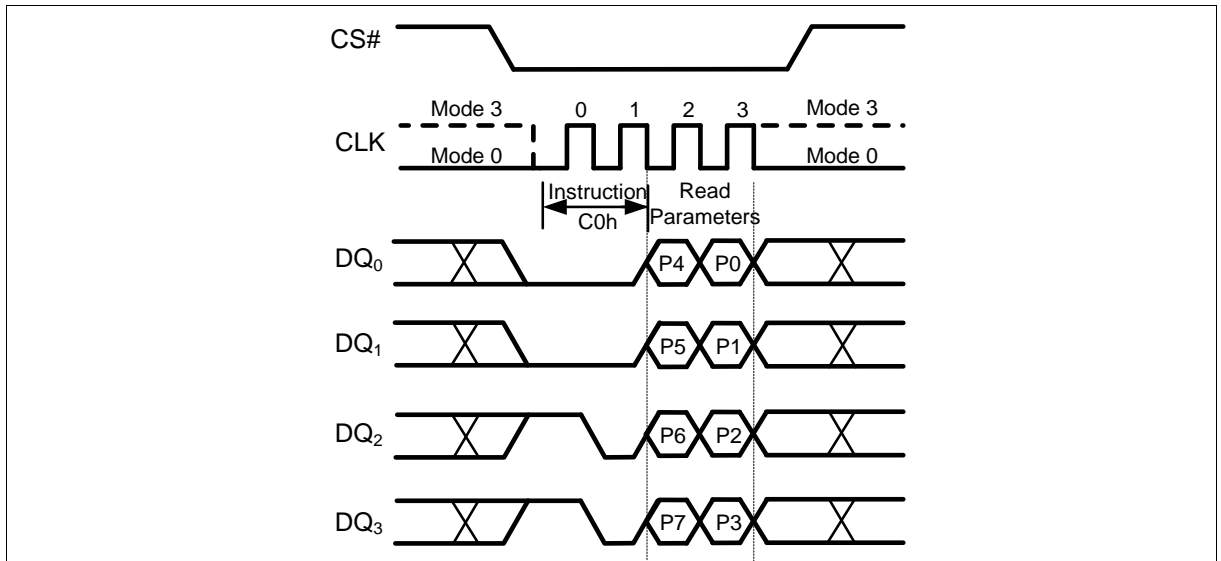 CS#
Mode 3 0 1 2 3 Mode 3
CLK
Mode 0 Mode 0
Instruction Read
C0h Parameters
DQ0 P4 P0
DQ1 P5 P1
DQ2 P6 P2
DQ3 P7 P3